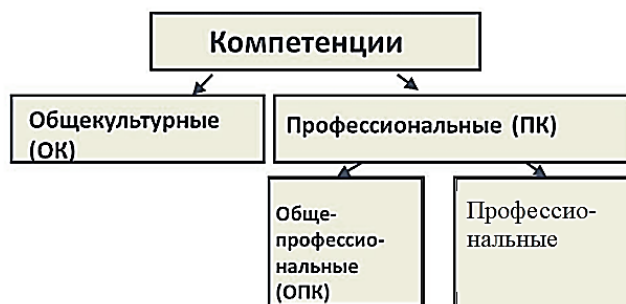 Компетенции
Общекультурные
(ОК)
Профессиональные (ПК)
Обще-
профессио-
нальные
(ОПК)
Профессио-
нальные